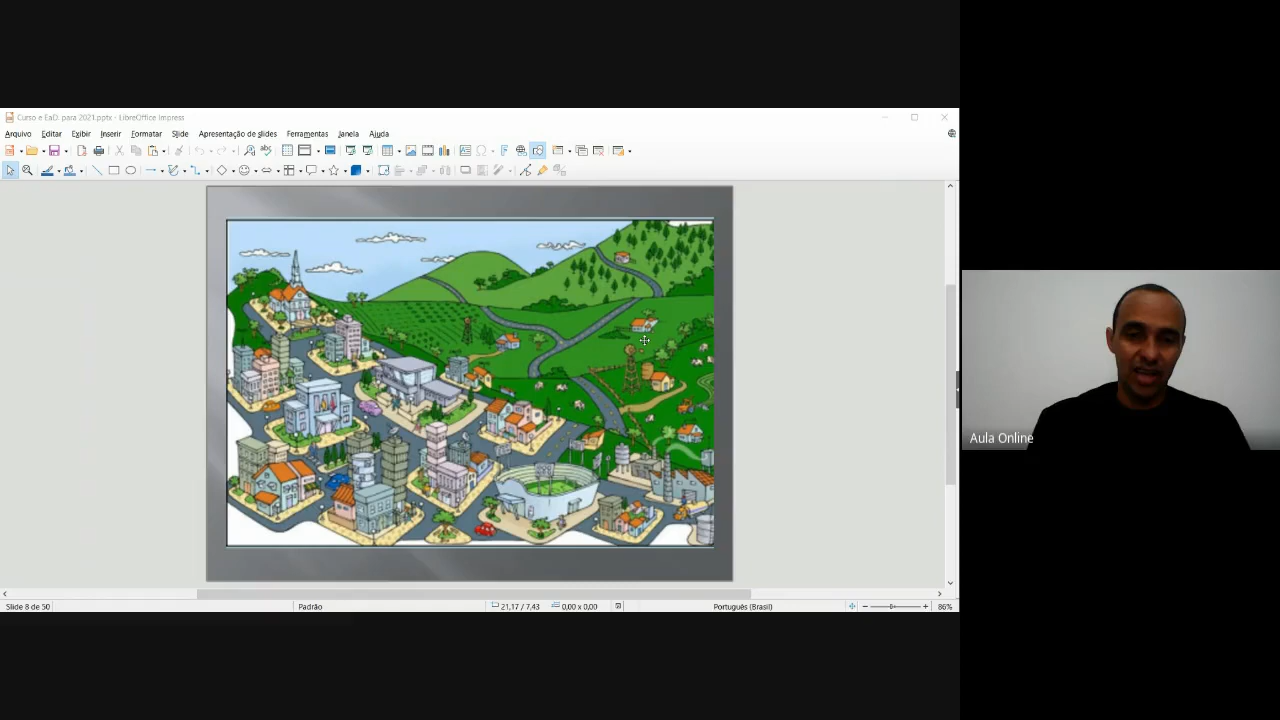 Curso e EaD. para 2021.pptx - LibreOffice Impress
Arquivo Editar Exibir Inserir Formatar Slide Apresentação de slides Ferramentas Janela Ajuda
Aula Online
Slide 8 de 50 Padrão 21,17 / 7,43 0,00 x 0,00 Português (Brasil) 86%